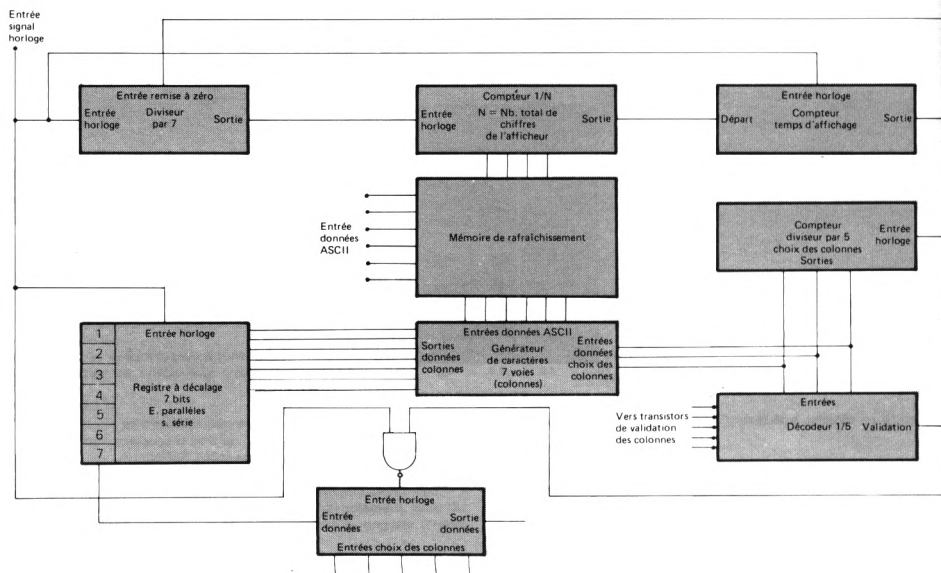 Entrée
signal
horloge
Entrée remise à zéro
Diviseur
par 7
Entrée
horloge
Sortie
Compteur 1/N
N = Nb. total de
chiffres
de l'afficheur
Entrée
horloge
Sortie
Entrée horloge
Compteur
temps d'affichage
Départ
Sortie
Entrée
données
ASCII
Mémoire de rafraîchissement
Compteur
diviseur par 5
choix des colonnes
Sorties
Entrée
horloge
1
2
3
4
5
6
7
Entrée horloge
Registre à décalage
7 bits
E. parallèles
s. série
Entrées données ASCII
Sorties
données
colonnes
Générateur
de caractères
7 voies
(colonnes)
Entrées
données
choix des
colonnes
Vers transistors
de validation
des colonnes
Entrées
Décodeur 1/5
Validation
Entrée horloge
Entrée
données
Sortie
données
Entrées choix des colonnes